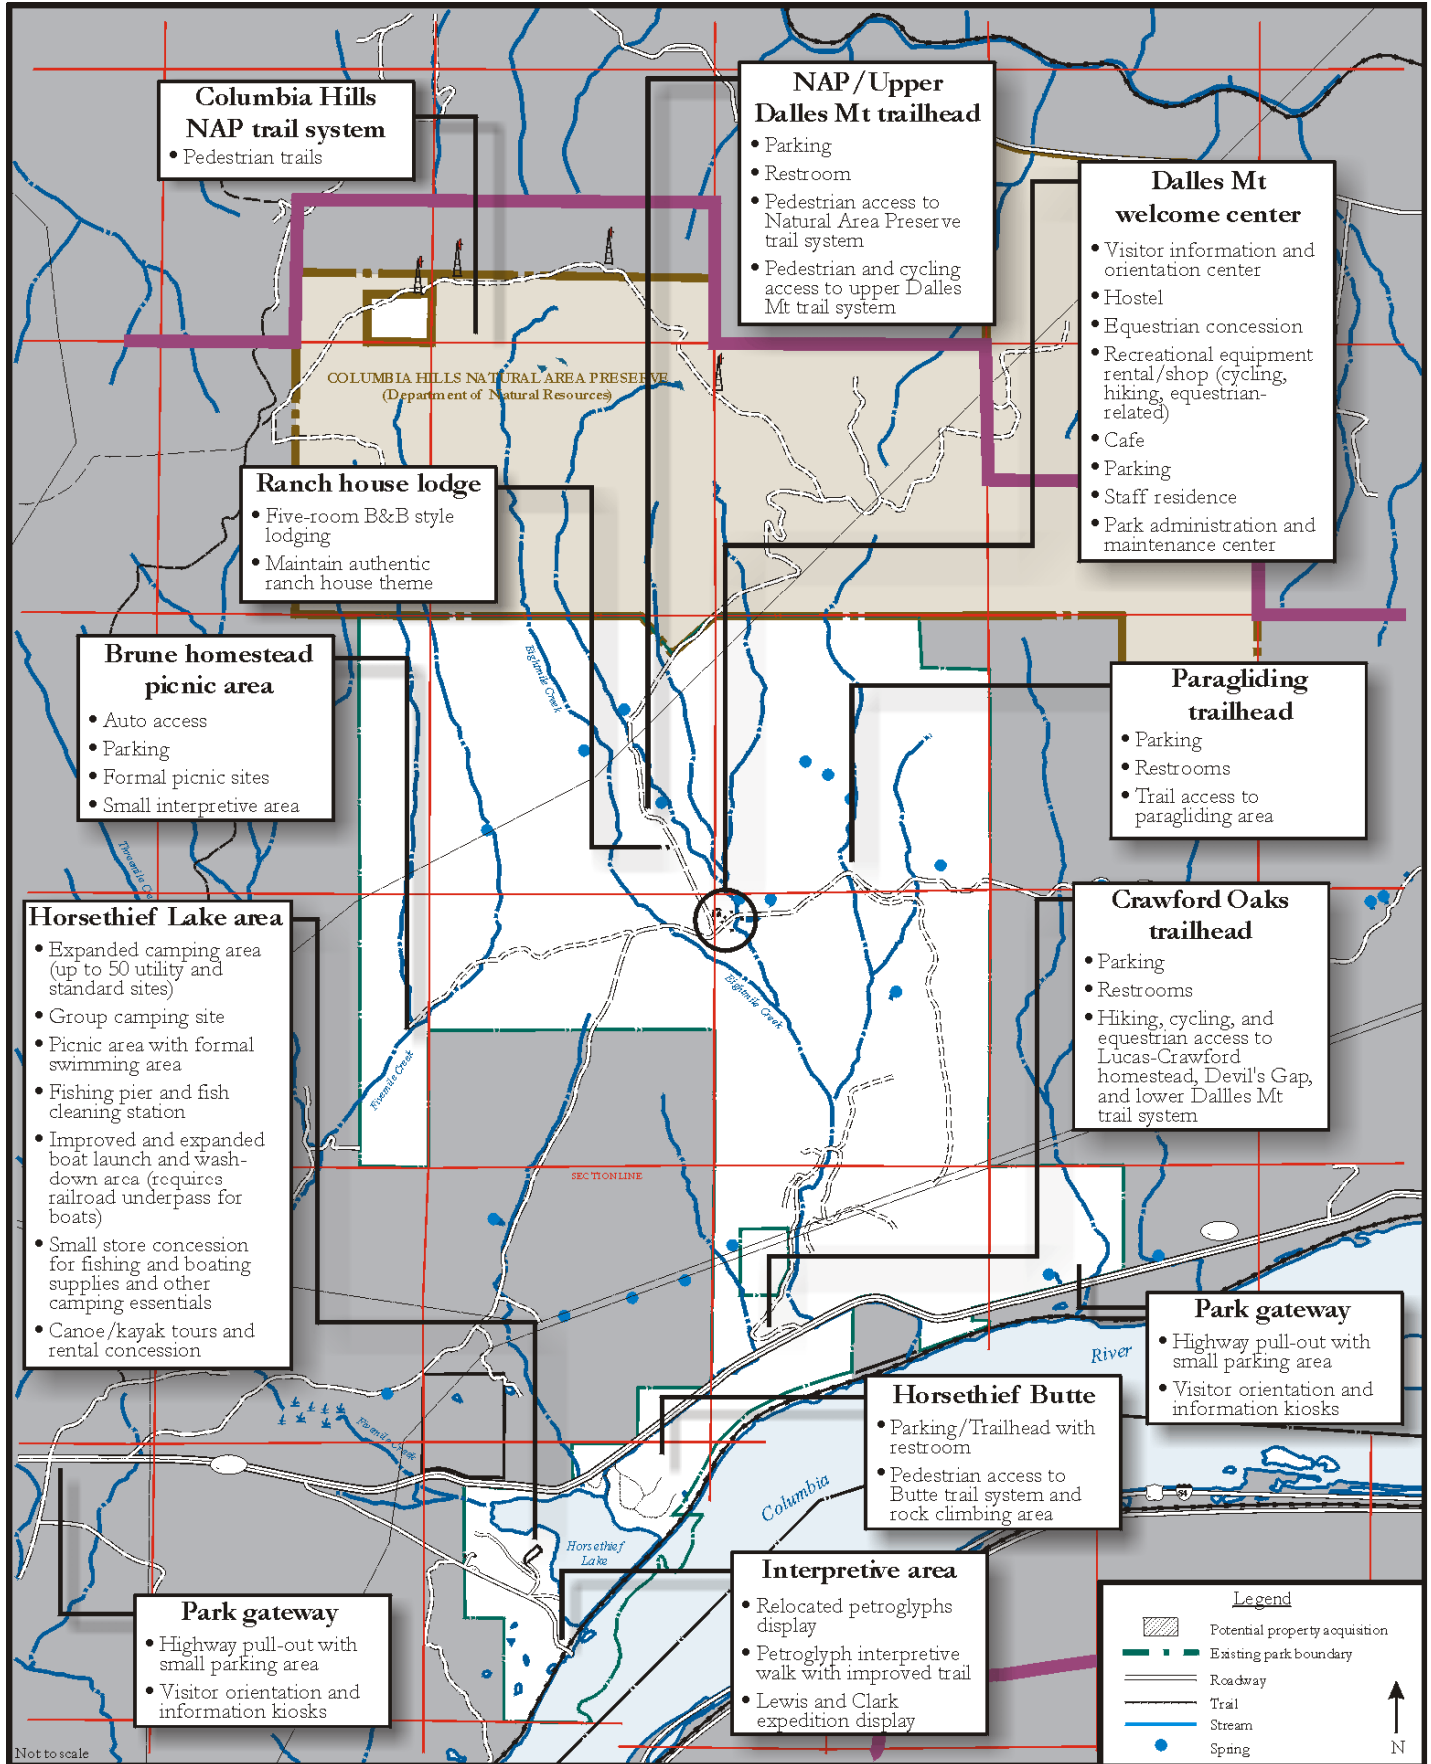 Columbia Hills
NAP trail system
• Pedestrian trails
NAP/Upper
Dalles Mt trailhead
• Parking
• Restroom
• Pedestrian access to
Natural Area Preserve
trail system
• Pedestrian and cycling
access to upper Dalles
Mt trail system
Dalles Mt
welcome center
• Visitor information and
orientation center
• Hostel
• Equestrian concession
• Recreational equipment
rental/shop (cycling,
hiking, equestrian-
related)
• Cafe
• Parking
• Staff residence
• Park administration and
maintenance center
COLUMBIA HILLS NATURAL AREA PRESERVE
(Department of Natural Resources)
Ranch house lodge
• Five-room B&B style
lodging
• Maintain authentic
ranch house theme
Brune homestead
picnic area
• Auto access
• Parking
• Formal picnic sites
• Small interpretive area
Eightmile Creek
Paragliding
trailhead
• Parking
• Restrooms
• Trail access to
paragliding area
Threemile
Horsethief Lake area
• Expanded camping area
(up to 50 utility and
standard sites)
• Group camping site
• Picnic area with formal
swimming area
• Fishing pier and fish
cleaning station
• Improved and expanded
boat launch and wash-
down area (requires
railroad underpass for
boats)
• Small store concession
for fishing and boating
supplies and other
camping essentials
• Canoe/kayak tours and
rental concession
Crawford Oaks
trailhead
• Parking
• Restrooms
• Hiking, cycling, and
equestrian access to
Lucas-Crawford
homestead, Devil's Gap,
and lower Dallles Mt
trail system
Eightmile Creek
Fivemile Creek
SECTION LINE
Park gateway
• Highway pull-out with
small parking area
• Visitor orientation and
information kiosks
River
Horsethief Butte
• Parking/Trailhead with
restroom
• Pedestrian access to
Butte trail system and
rock climbing area
Fivemile Creek
Columbia
84
Horsethief
Lake
Interpretive area
• Relocated petroglyphs
display
• Petroglyph interpretive
walk with improved trail
• Lewis and Clark
expedition display
Park gateway
• Highway pull-out with
small parking area
• Visitor orientation and
information kiosks
Legend
Potential property acquisition
Existing park boundary
Roadway
Trail
Stream
Spring
N
Not to scale